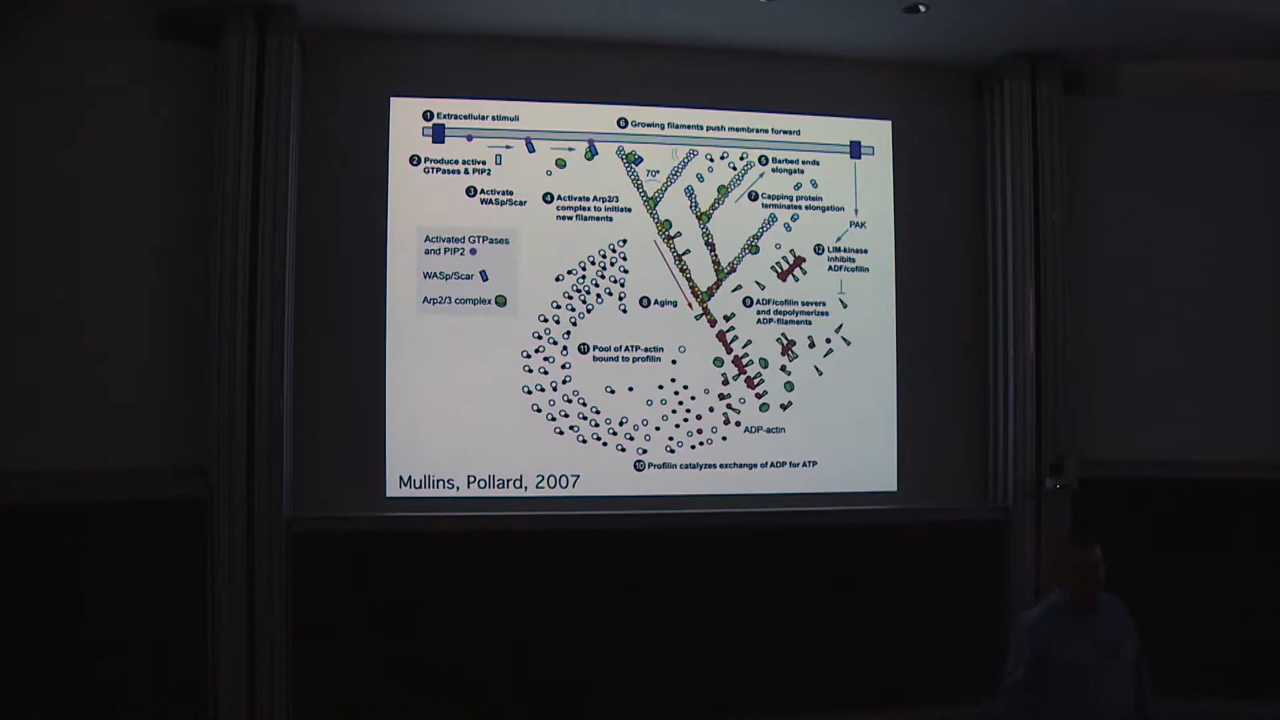 1 Extracellular stimuli
6 Growing filaments push membrane forward
2 Produce active
GTPases & PIP2
3 Activate
WASp/Scar
4 Activate Arp2/3
complex to initiate
new filaments
70°
5 Barbed ends
elongate
7 Capping protein
terminates elongation
PAK
12 LIM-kinase
inhibits
ADF/cofilin
Activated GTPases
and PIP2
WASp/Scar
Arp2/3 complex
8 Aging
9 ADF/cofilin severs
and depolymerizes
ADP-filaments
11 Pool of ATP-actin
bound to profilin
ADP-actin
10 Profilin catalyzes exchange of ADP for ATP
Mullins, Pollard, 2007